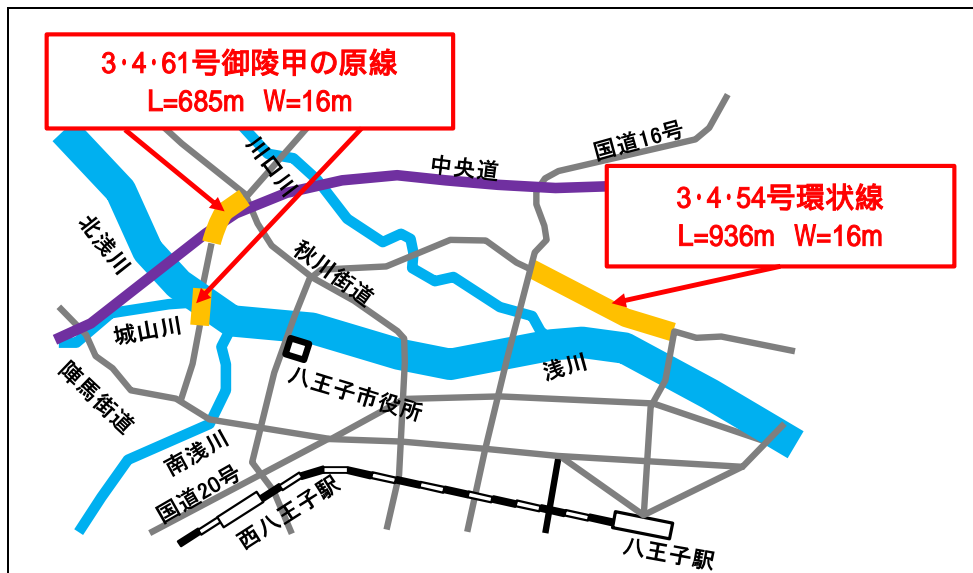 3・4・61号御陵甲の原線
L=685m W=16m
国道16号
川口川
中央道
3・4・54号環状線
L=936m W=16m
北浅川
秋川街道
城山川
浅川
陣馬街道
八王子市役所
南浅川
国道20号
西八王子駅
八王子駅